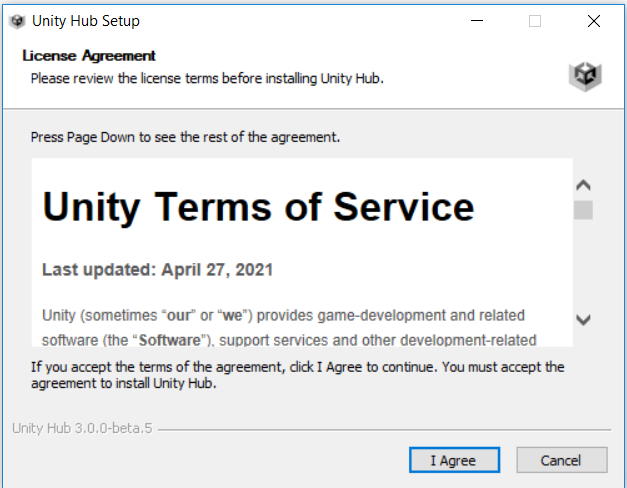 Unity Hub Setup
License Agreement
Please review the license terms before installing Unity Hub.
Press Page Down to see the rest of the agreement.
Unity Terms of Service
Last updated: April 27, 2021
Unity (sometimes “our” or “we”) provides game-development and related
software (the “Software”), support services and other development-related
If you accept the terms of the agreement, click I Agree to continue. You must accept the
agreement to install Unity Hub.
Unity Hub 3.0.0-beta.5
I Agree
Cancel